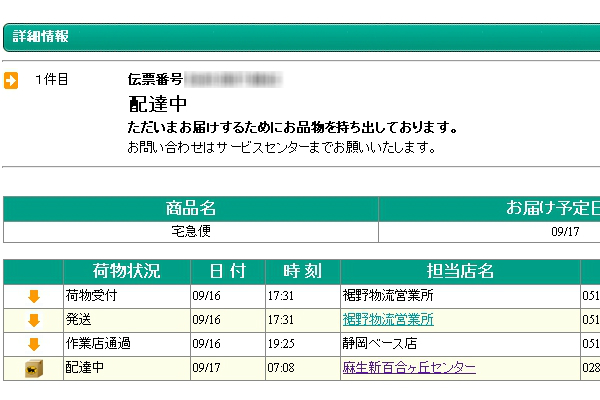 詳細情報
1件目
伝票番号
配達中
ただいまお届けするためにお品物を持ち出しております。
お問い合わせはサービスセンターまでお願いいたします。
商品名 お届け予定日
宅急便 09/17
荷物状況 日付 時刻 担当店名
荷物受付 09/16 17:31 裾野物流営業所 051
発送 09/16 17:31 裾野物流営業所 051
作業店通過 09/16 19:25 静岡ベース店 051
配達中 09/17 07:08 麻生新百合ヶ丘センター 028